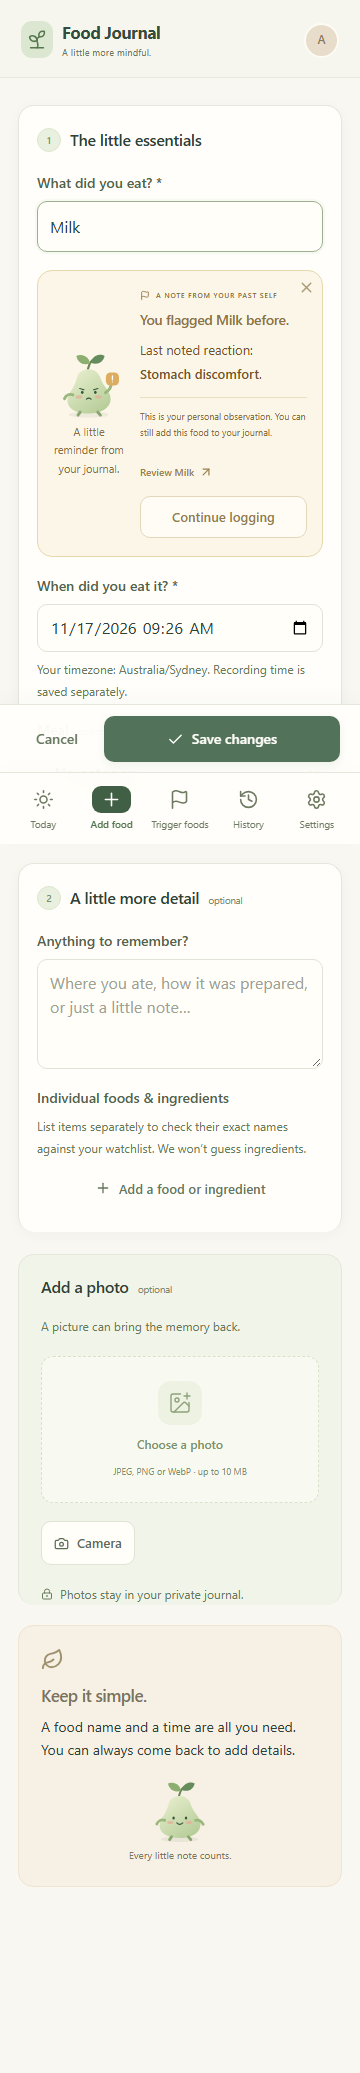 Food Journal
A little more mindful.
A
1
The little essentials
What did you eat? *
Milk
A NOTE FROM YOUR PAST SELF
You flagged Milk before.
Last noted reaction:
Stomach discomfort.
!
A little
reminder from
your journal.
This is your personal observation. You can
still add this food to your journal.
Review Milk
Continue logging
When did you eat it? *
11/17/2026 09:26 AM
Your timezone: Australia/Sydney. Recording time is
saved separately.
Cancel
Save changes
Today
Add food
Trigger foods
History
Settings
2
A little more detail optional
Anything to remember?
Where you ate, how it was prepared,
or just a little note...
Individual foods & ingredients
List items separately to check their exact names
against your watchlist. We won't guess ingredients.
Add a food or ingredient
Add a photo optional
A picture can bring the memory back.
Choose a photo
JPEG, PNG or WebP · up to 10 MB
Camera
Photos stay in your private journal.
Keep it simple.
A food name and a time are all you need.
You can always come back to add details.
Every little note counts.